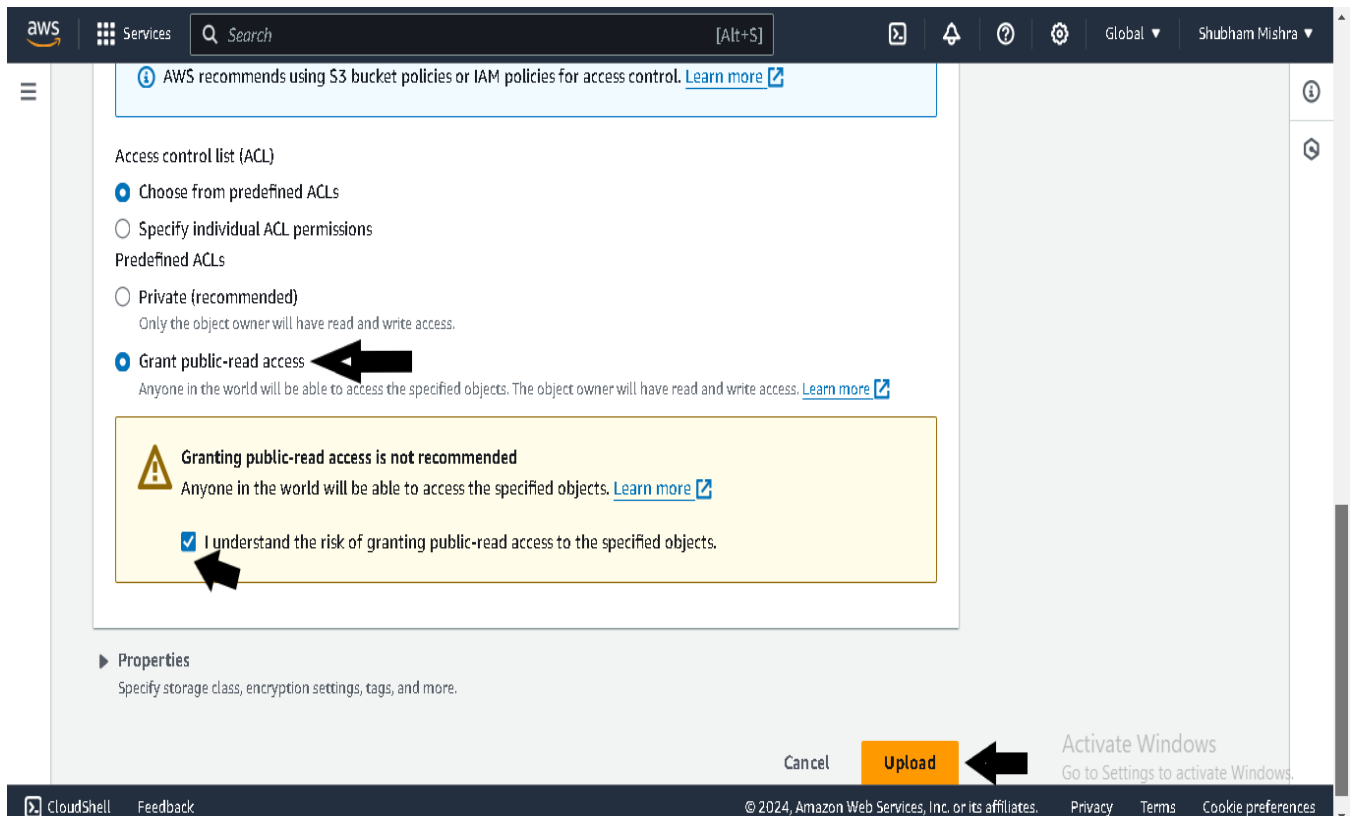 aws Services Search [Alt+S] Global ▼ Shubham Mishra ▼
AWS recommends using S3 bucket policies or IAM policies for access control. Learn more
Access control list (ACL)
Choose from predefined ACLs
Specify individual ACL permissions
Predefined ACLs
Private (recommended)
Only the object owner will have read and write access.
Grant public-read access
Anyone in the world will be able to access the specified objects. The object owner will have read and write access. Learn more
Granting public-read access is not recommended
Anyone in the world will be able to access the specified objects. Learn more
I understand the risk of granting public-read access to the specified objects.
Properties
Specify storage class, encryption settings, tags, and more.
Cancel Upload
Activate Windows
Go to Settings to activate Windows.
CloudShell Feedback © 2024, Amazon Web Services, Inc. or its affiliates. Privacy Terms Cookie preferences